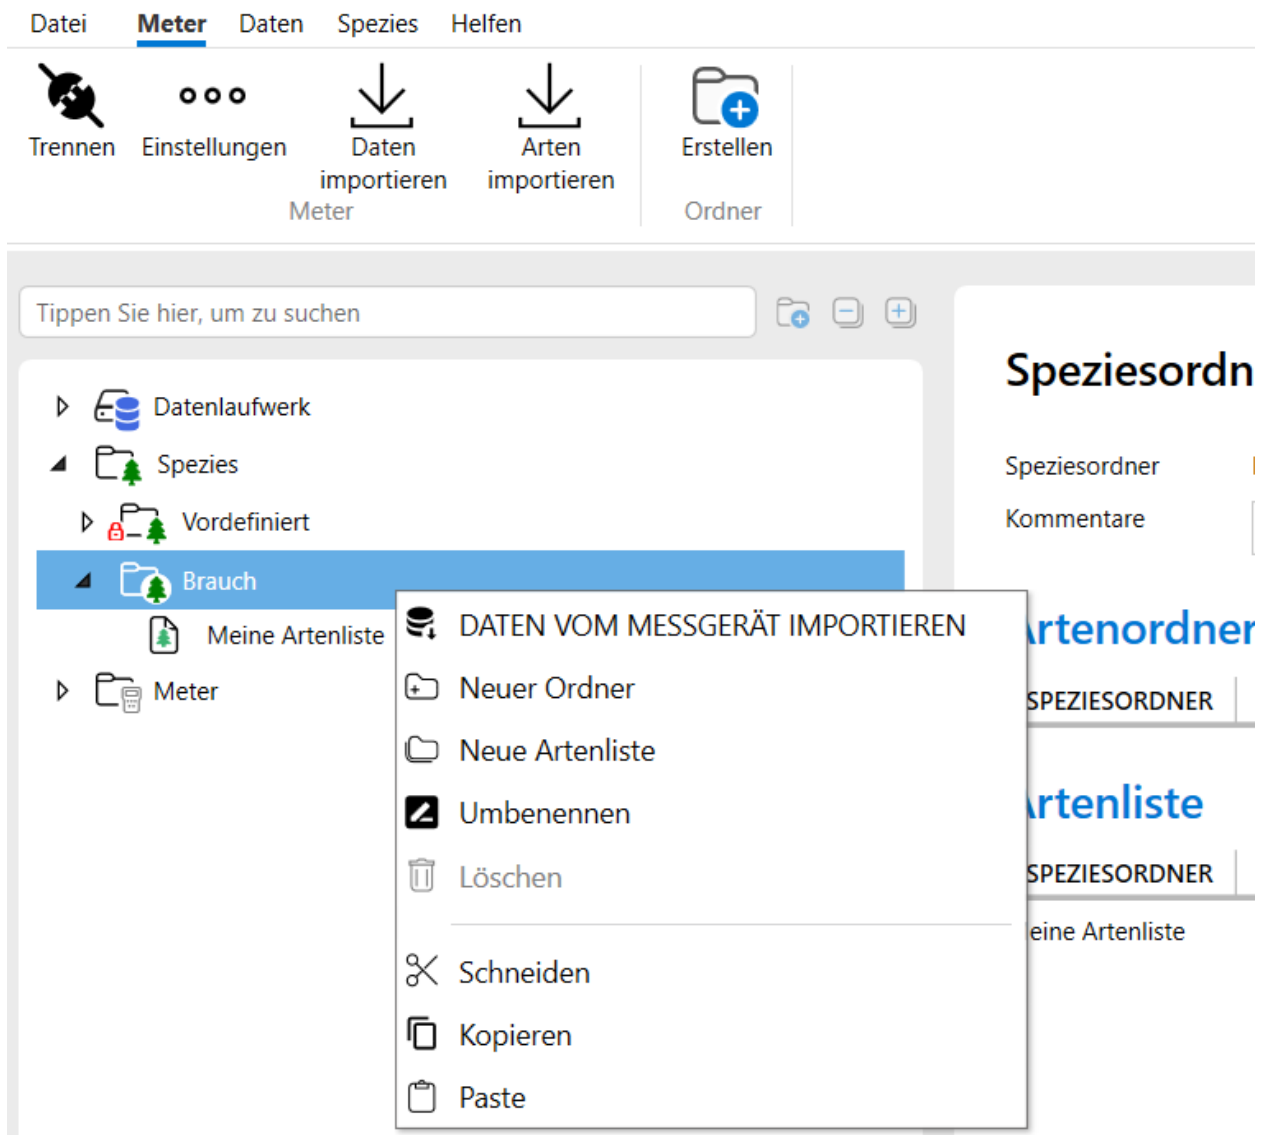 Datei Meter Daten Spezies Helfen
Trennen Einstellungen Daten importieren Arten importieren Erstellen
Meter Ordner
Tippen Sie hier, um zu suchen
Datenlaufwerk
Spezies
Vordefiniert
Brauch
Meine Artenliste
Meter
DATEN VOM MESSGERÄT IMPORTIEREN
Neuer Ordner
Neue Artenliste
Umbenennen
Löschen
Schneiden
Kopieren
Paste
Speziesordn
Speziesordner
Kommentare
rtenordner
SPEZIESORDNER
rtenliste
SPEZIESORDNER
eine Artenliste